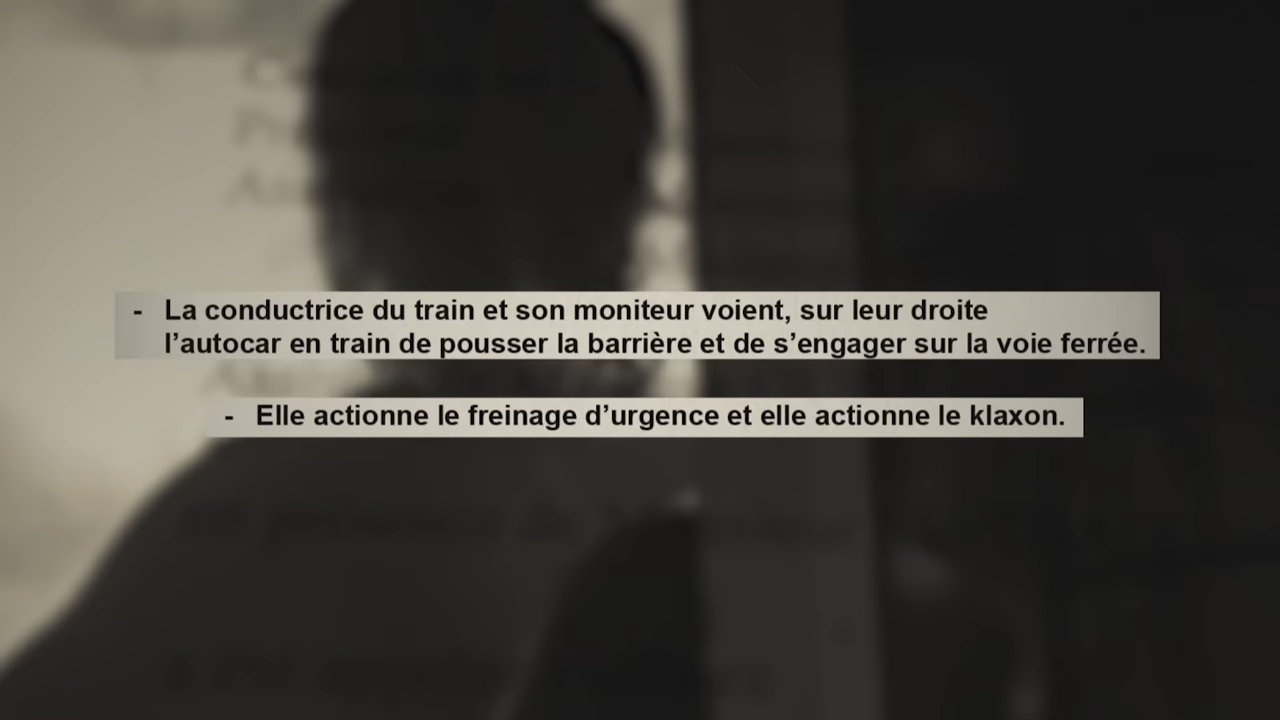 - La conductrice du train et son moniteur voient, sur leur droite
l’autocar en train de pousser la barrière et de s’engager sur la voie ferrée.
- Elle actionne le freinage d’urgence et elle actionne le klaxon.